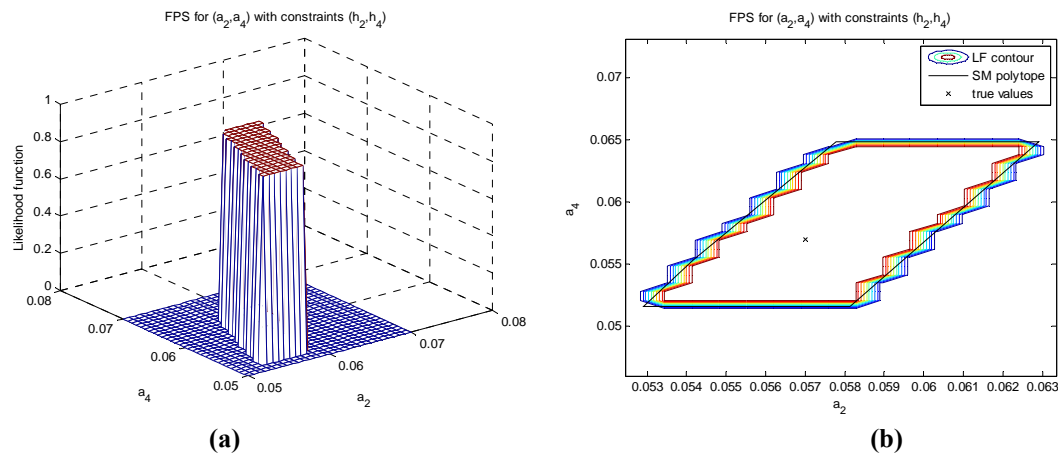 FPS for (a2,a4) with constraints (h2,h4)
1
0.8
0.6
0.4
0.2
0
0.08
0.07
0.06
0.05
0.05
0.06
0.07
0.08
Likelihood function
a4
a2
(a)
FPS for (a2,a4) with constraints (h2,h4)
LF contour
SM polytope
true values
0.07
0.065
0.06
0.055
0.05
a4
0.053 0.054 0.055 0.056 0.057 0.058 0.059 0.06 0.061 0.062 0.063
a2
(b)